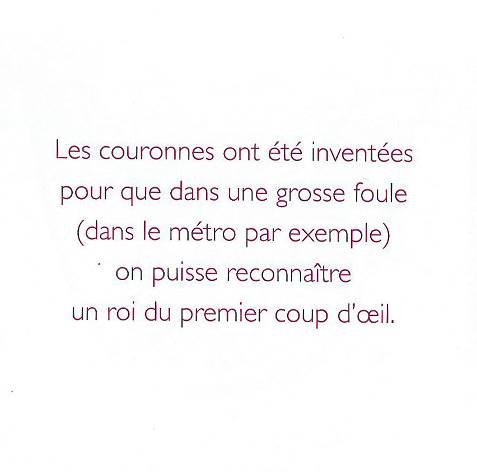 Les couronnes ont été inventées
pour que dans une grosse foule
(dans le métro par exemple)
on puisse reconnaître
un roi du premier coup d'œil.